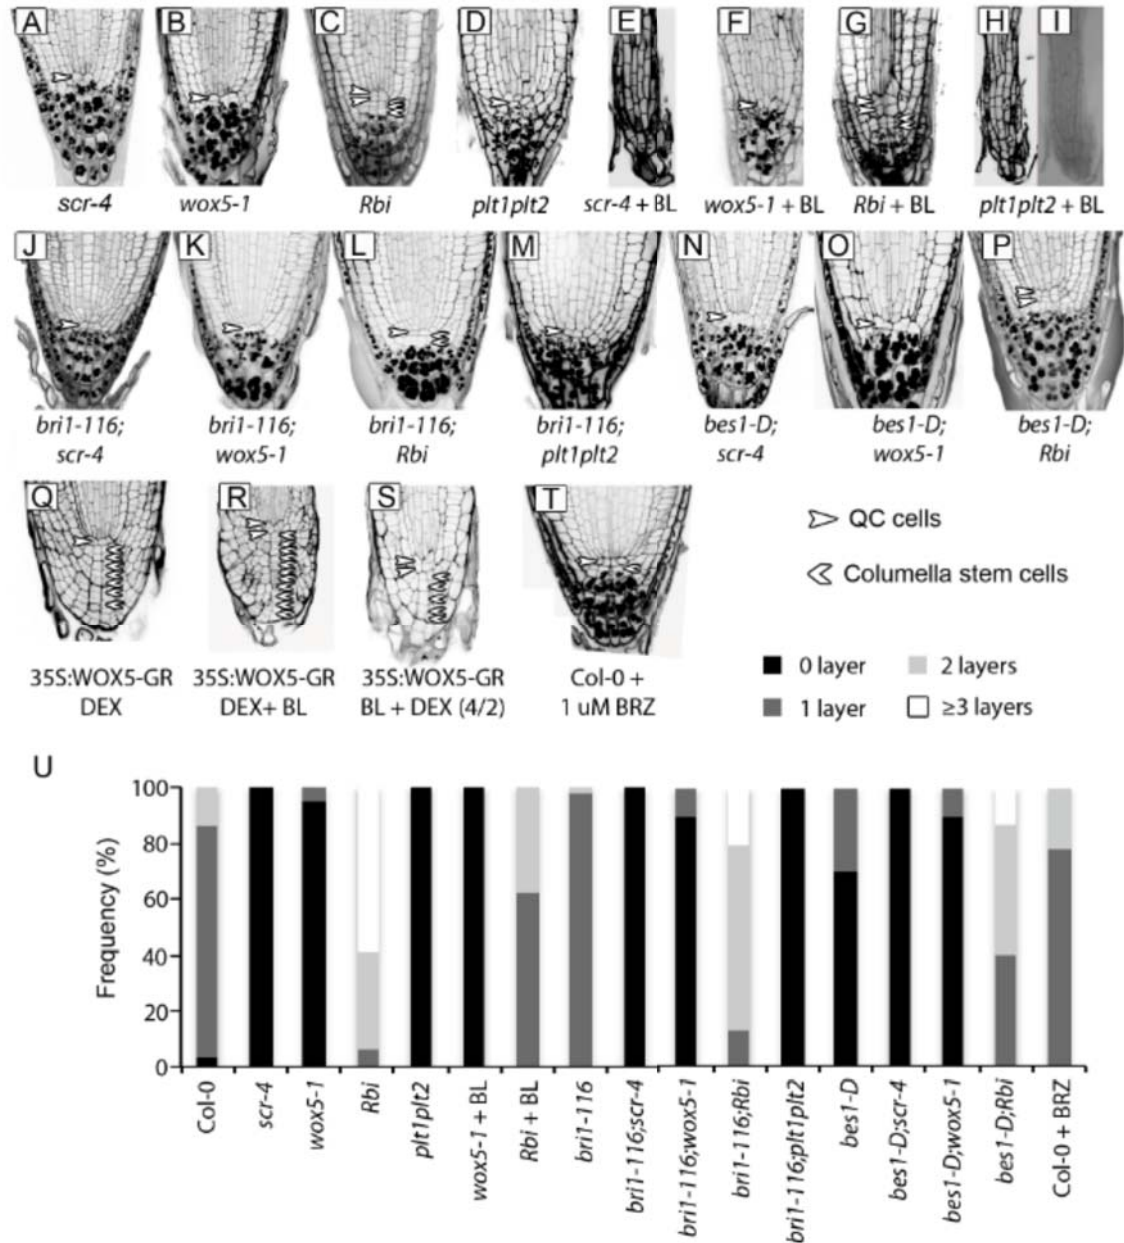 A B C D E F G H I
scr-4 wox5-1 Rbi plt1plt2 scr-4 + BL wox5-1 + BL Rbi + BL plt1plt2 + BL
J K L M N O P
bri1-116; bri1-116; bri1-116; bri1-116; bes1-D; bes1-D; bes1-D;
scr-4 wox5-1 Rbi plt1plt2 scr-4 wox5-1 Rbi
Q R S T
QC cells
Columella stem cells
35S:WOX5-GR 35S:WOX5-GR 35S:WOX5-GR Col-0 +
DEX DEX+ BL BL + DEX (4/2) 1 uM BRZ
0 layer 2 layers
1 layer ≥3 layers
U
Frequency (%)
100
80
60
40
20
0
Col-0
scr-4
wox5-1
Rbi
plt1plt2
wox5-1 + BL
Rbi + BL
bri1-116
bri1-116;scr-4
bri1-116;wox5-1
bri1-116;Rbi
bri1-116;plt1plt2
bes1-D
bes1-D;scr-4
bes1-D;wox5-1
bes1-D;Rbi
Col-0 + BRZ